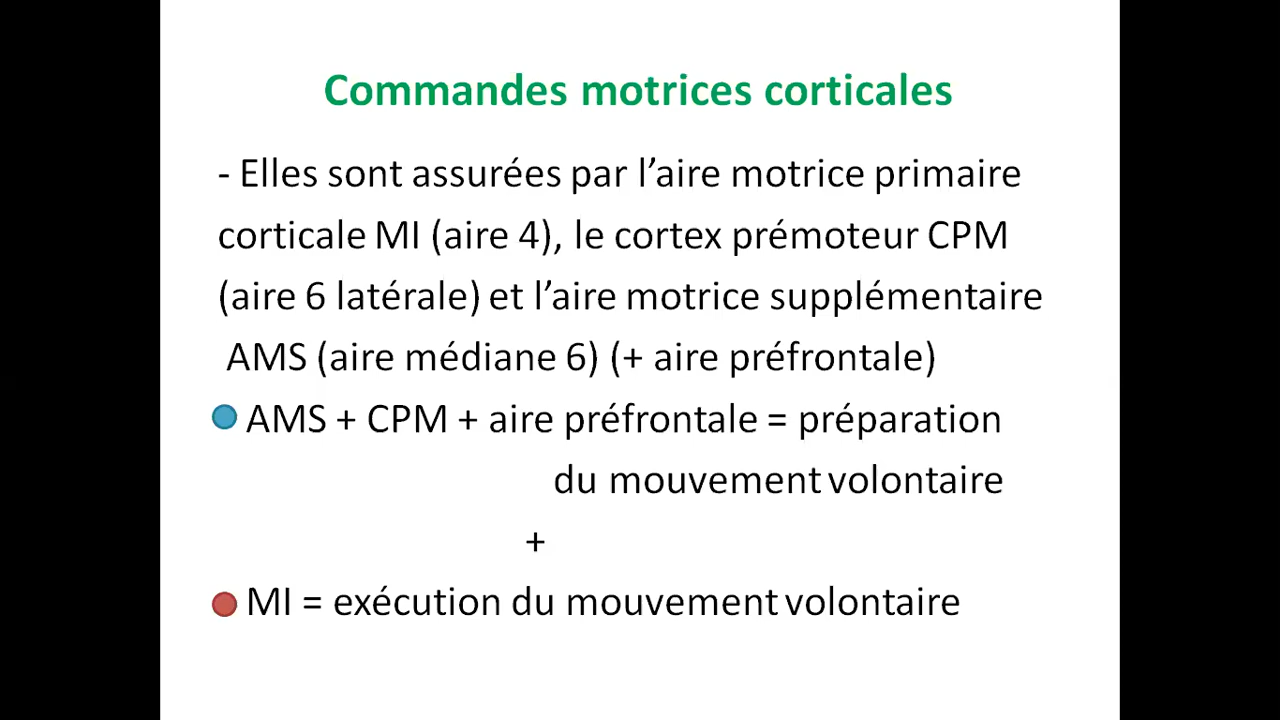 Commandes motrices corticales
- Elles sont assurées par l’aire motrice primaire
corticale MI (aire 4), le cortex prémoteur CPM
(aire 6 latérale) et l’aire motrice supplémentaire
AMS (aire médiane 6) (+ aire préfrontale)
AMS + CPM + aire préfrontale = préparation
du mouvement volontaire
+
MI = exécution du mouvement volontaire